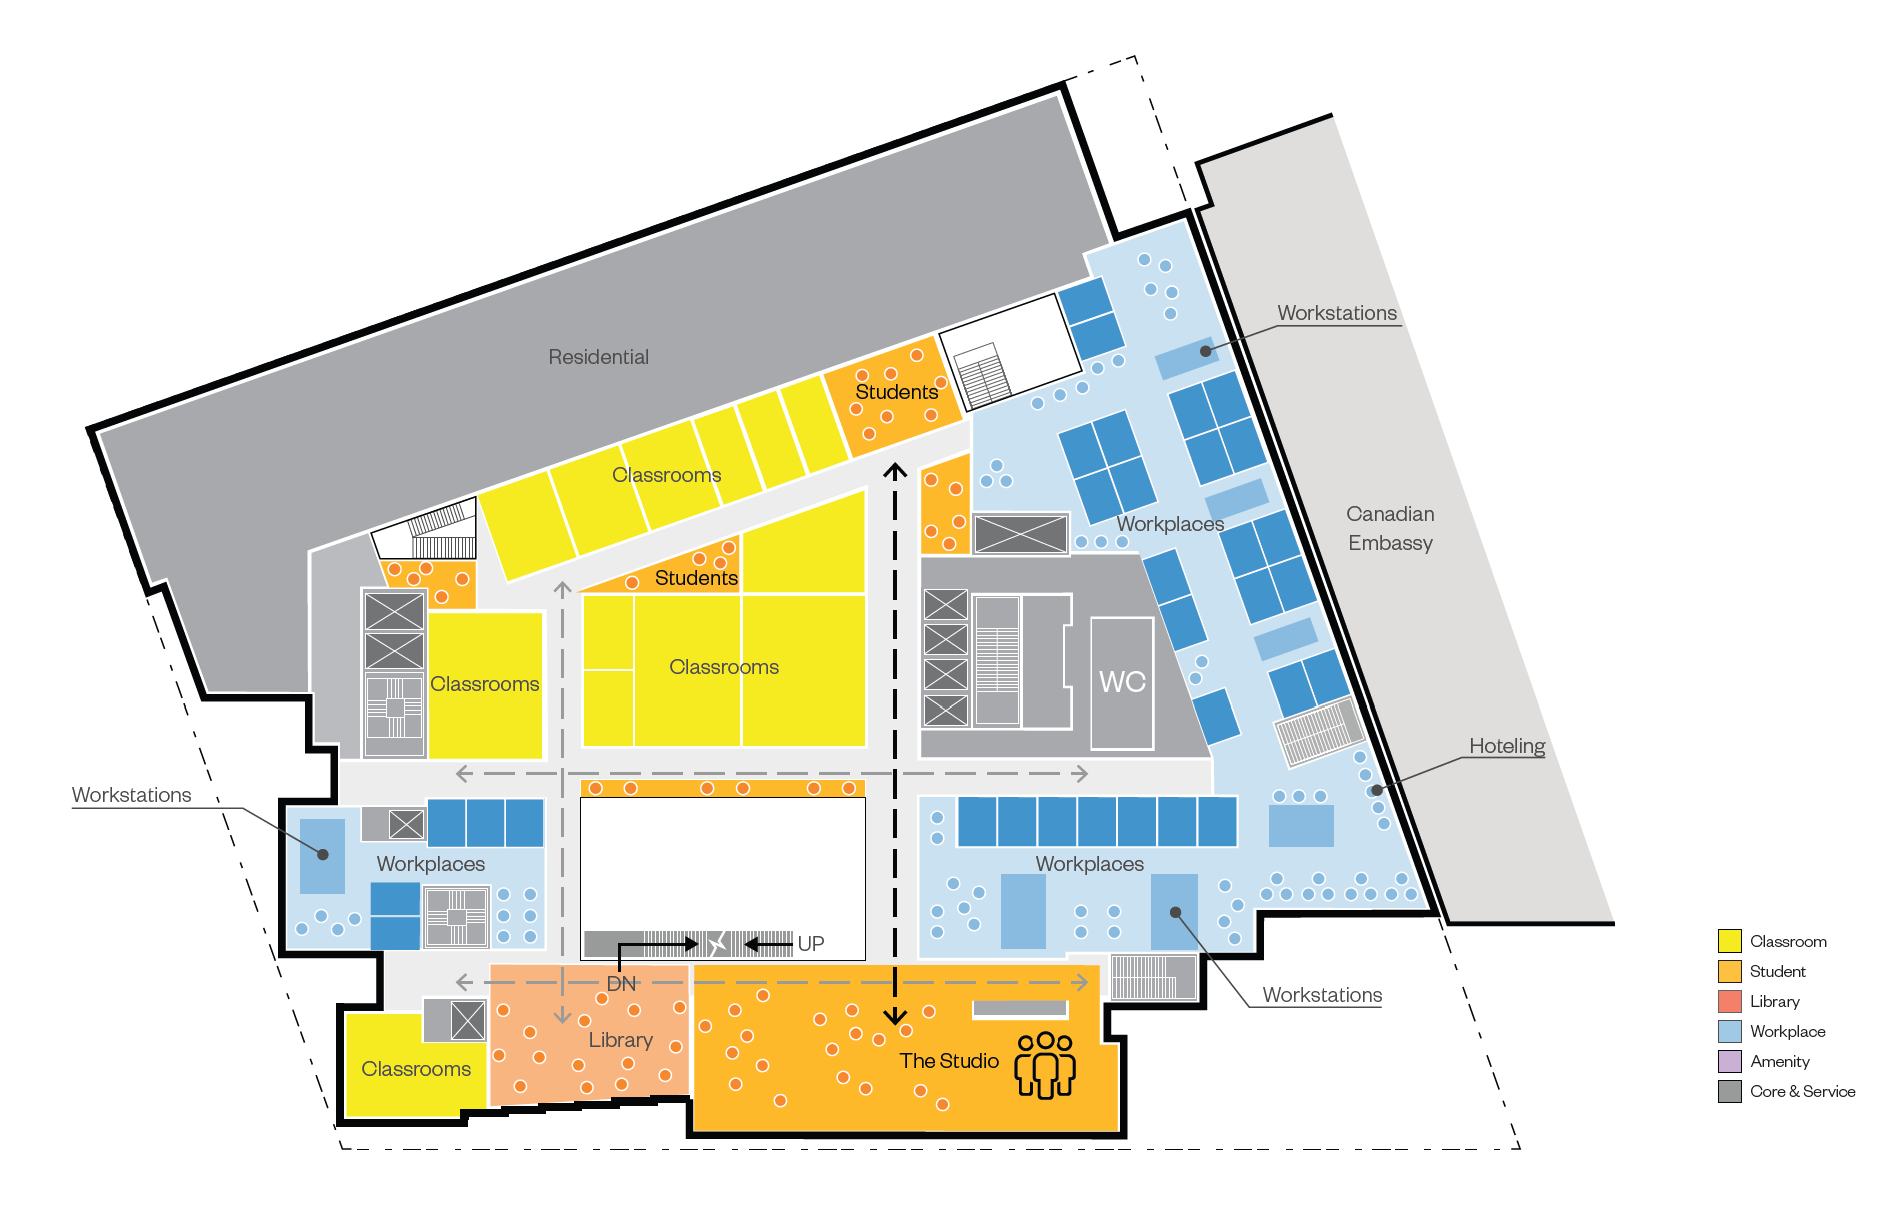 Workstations
Residential
Students
Classrooms
Canadian
Embassy
Workplaces
Students
Classrooms
Classrooms
WC
Hoteling
Workstations
Workplaces
Workplaces
UP
DN
Workstations
Library
The Studio
Classrooms
Classroom
Student
Library
Workplace
Amenity
Core & Service